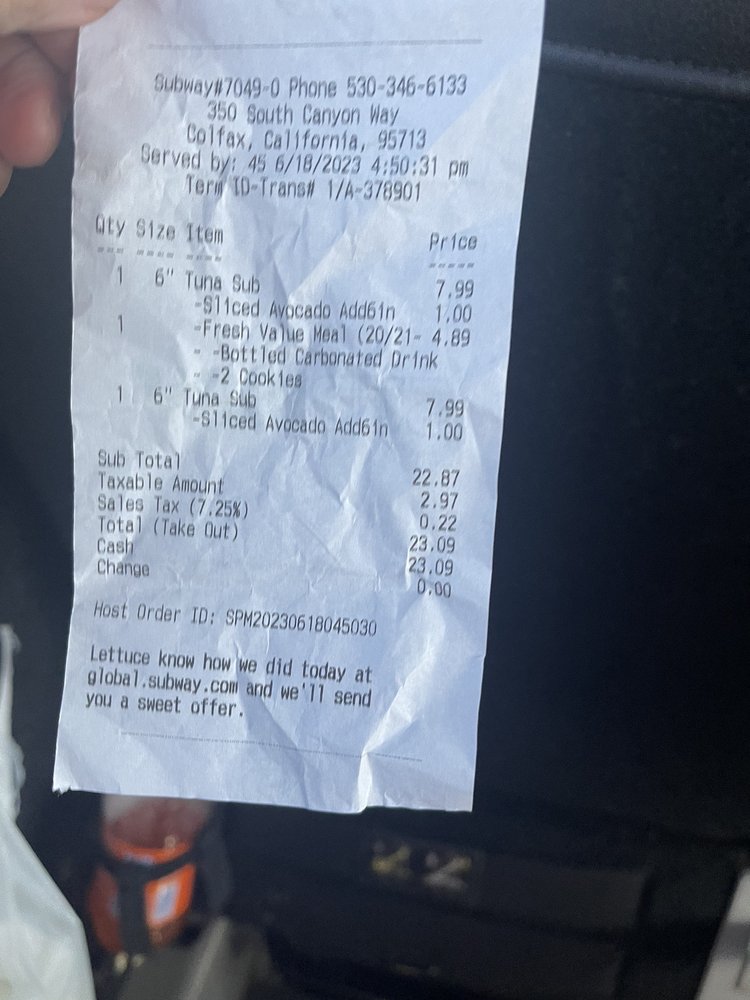 Subway#7049-0 Phone 530-346-6133
350 South Canyon Way
Colfax, California, 95713
Served by: 45 6/18/2023 4:50:31 pm
Term ID-Trans# 1/A-378901
Qty Size Item Price
--- ---- ---- -----
1 6" Tuna Sub 7.99
-Sliced Avocado Add6in 1.00
1 -Fresh Value Meal (20/21- 4.89
- -Bottled Carbonated Drink
- -2 Cookies
1 6" Tuna Sub 7.99
-Sliced Avocado Add6in 1.00
Sub Total 22.87
Taxable Amount 2.97
Sales Tax (7.25%) 0.22
Total (Take Out) 23.09
Cash 23.09
Change 0.00
Host Order ID: SPM20230618045030
Lettuce know how we did today at
global.subway.com and we'll send
you a sweet offer.